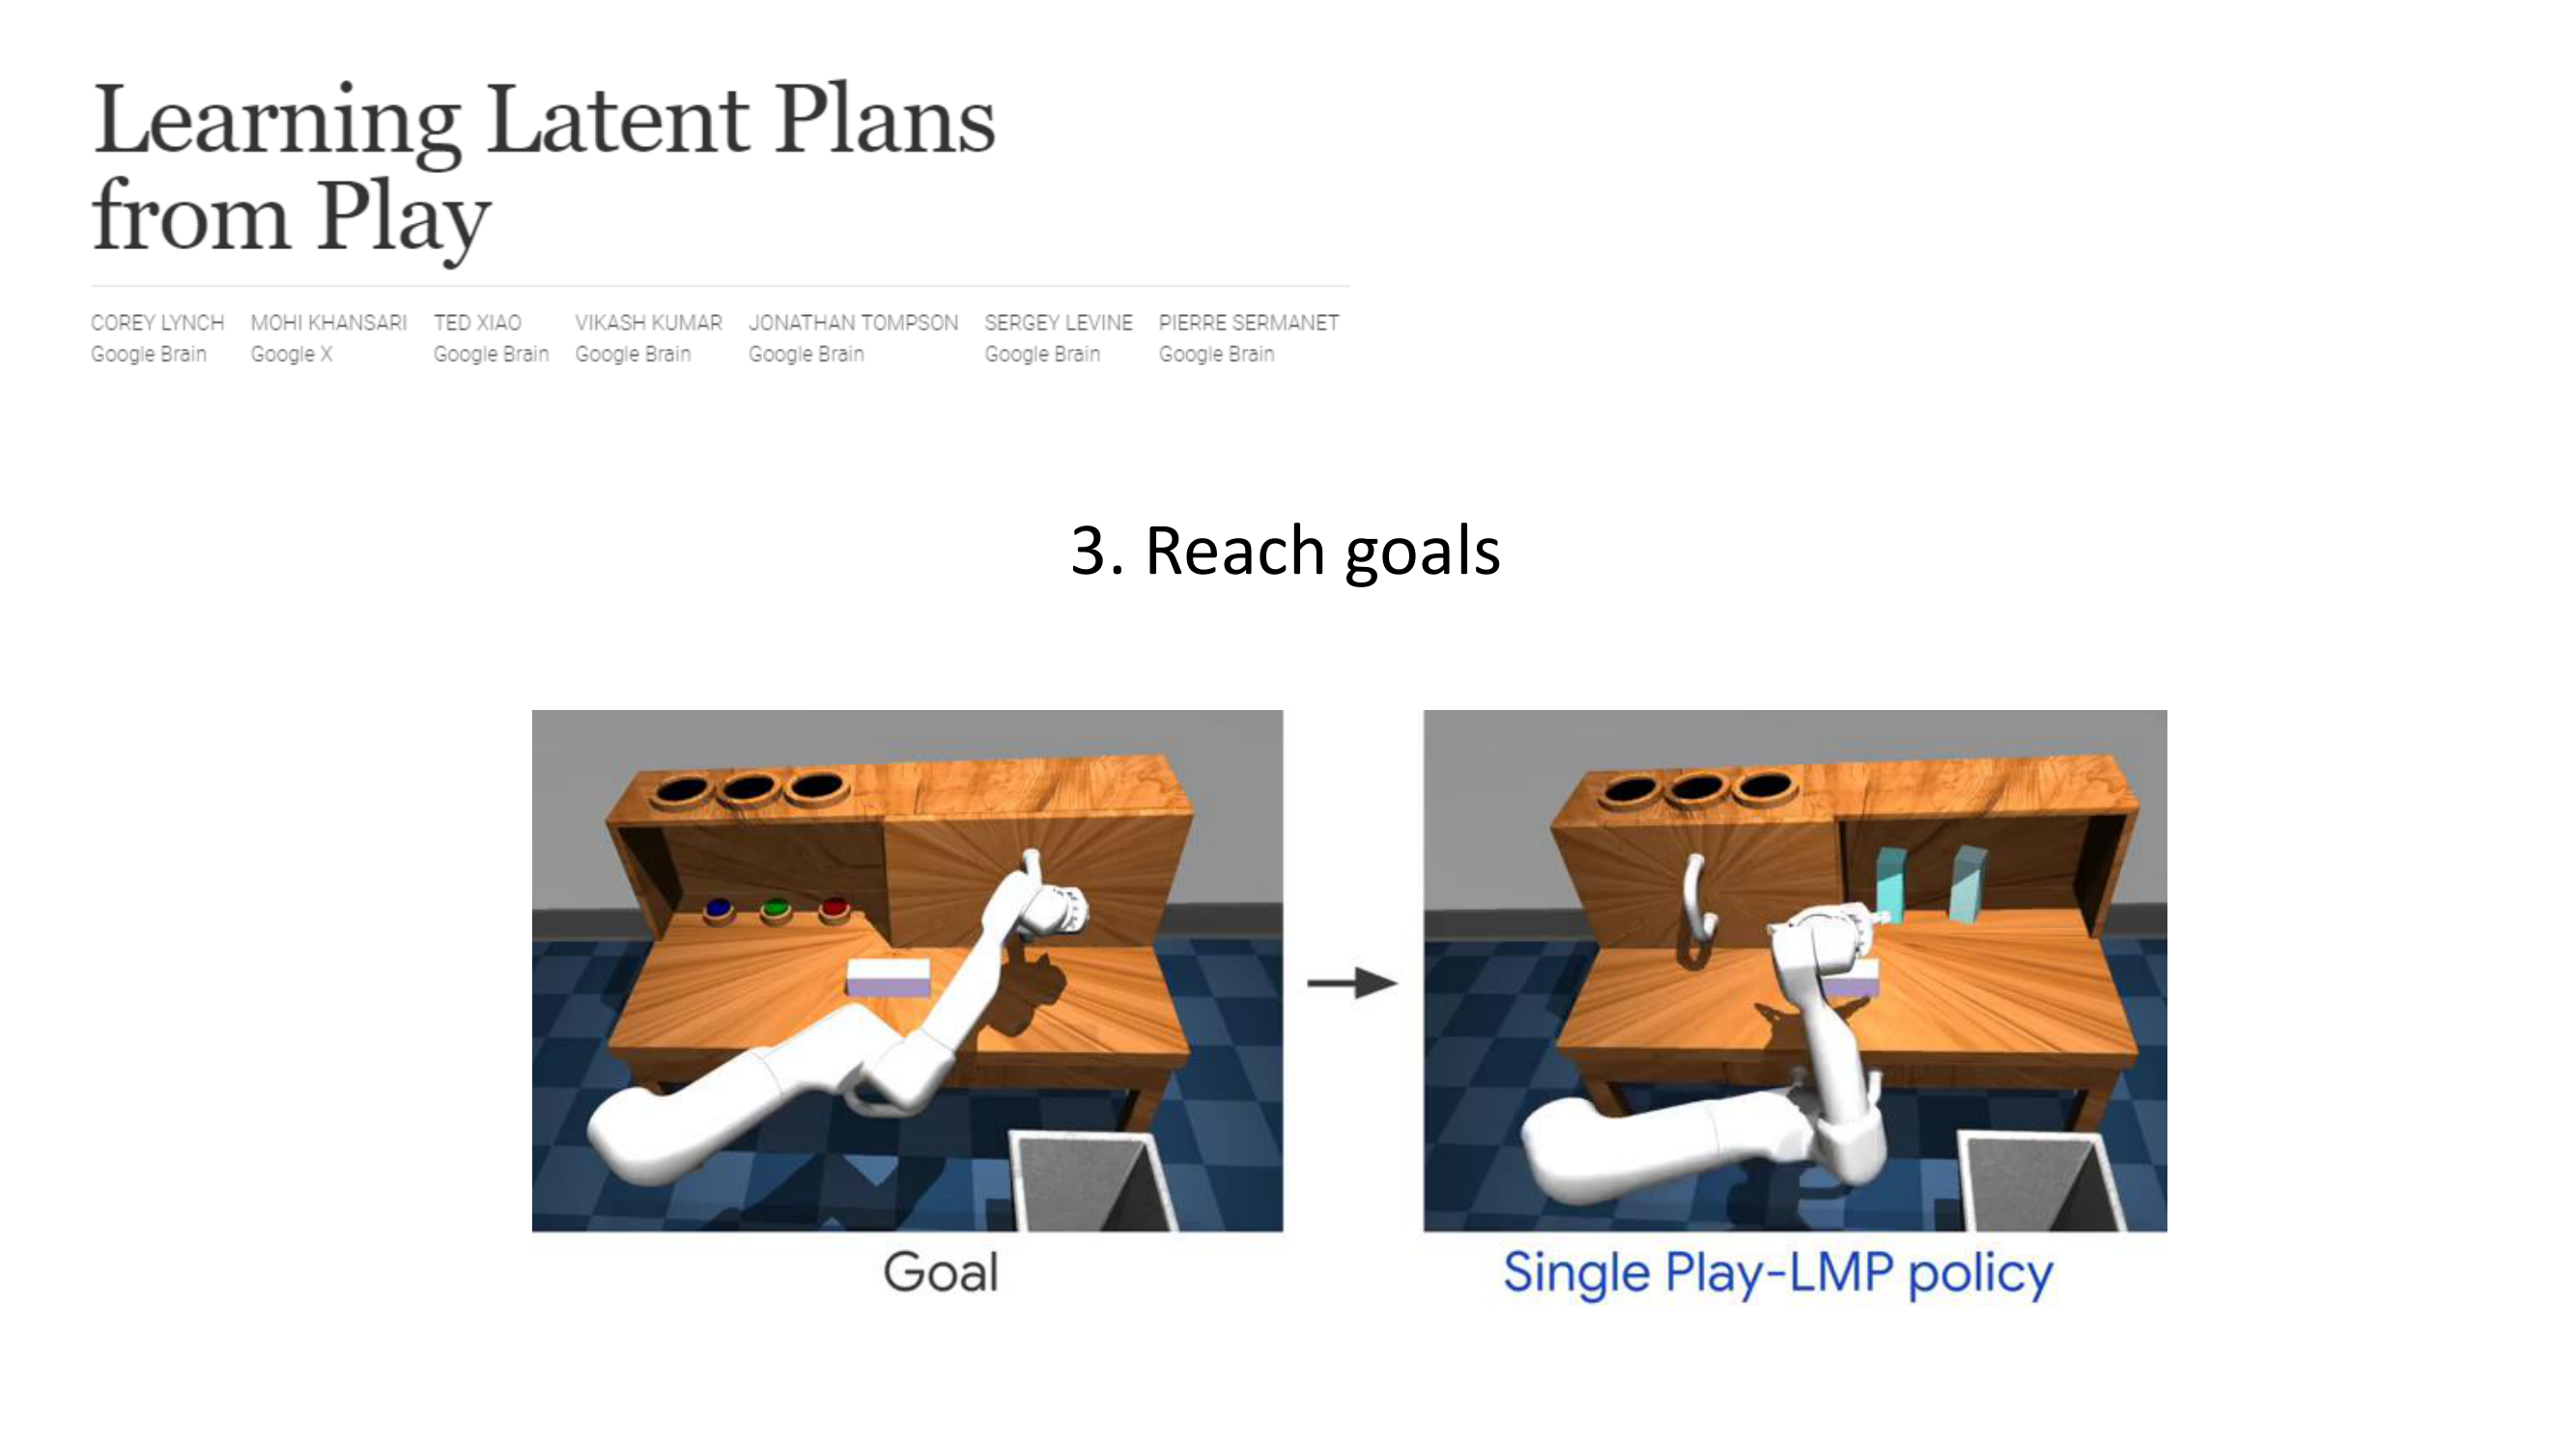 Learning Latent Plans
from Play
COREY LYNCH MOHI KHANSARI TED XIAO VIKASH KUMAR JONATHAN TOMPSON SERGEY LEVINE PIERRE SERMANET
Google Brain Google X Google Brain Google Brain Google Brain Google Brain Google Brain
3. Reach goals
Goal
Single Play-LMP policy